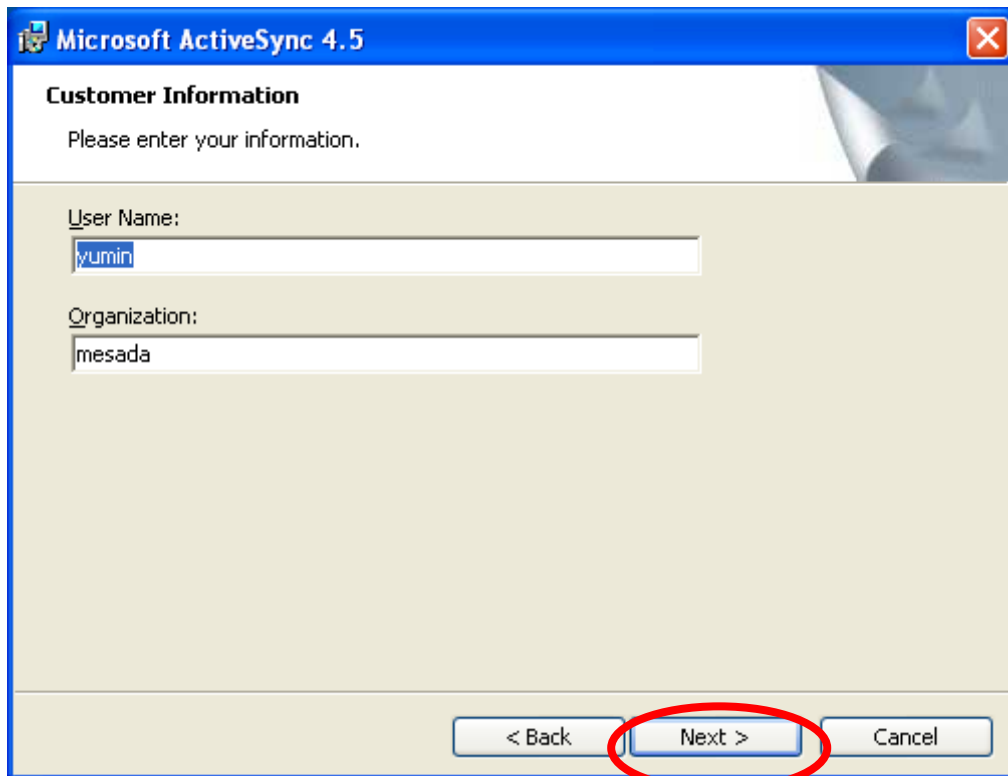 Microsoft ActiveSync 4.5
Customer Information
Please enter your information.
User Name:
yumin
Organization:
mesada
< Back Next > Cancel